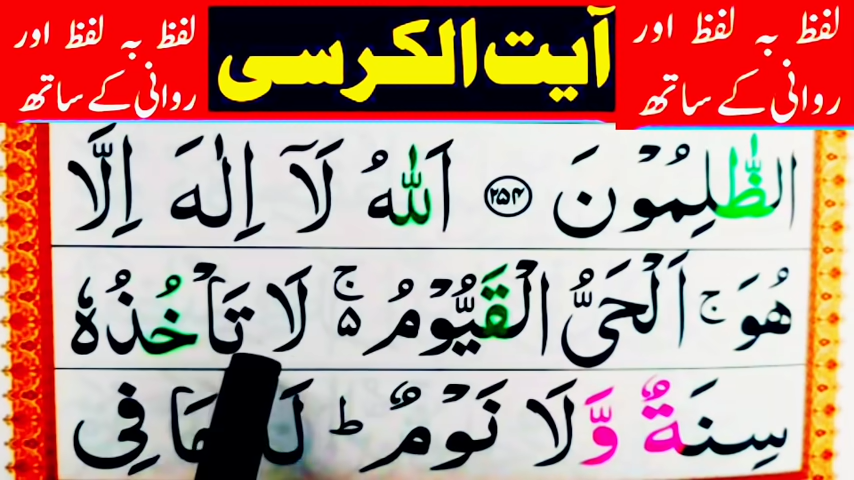 لفظ بہ لفظ اور
روانی کے ساتھ
آیت الکرسی
لفظ بہ لفظ اور
روانی کے ساتھ
الظّٰلِمُوْنَ ﴿۲۵۴﴾ اَللّٰهُ لَاۤ اِلٰهَ اِلَّا
هُوَ ۚ اَلْحَیُّ الْقَیُّوْمُ ۚ۵ لَا تَاْخُذُهٗ
سِنَةٌ وَّلَا نَوْمٌ ؕ فِی